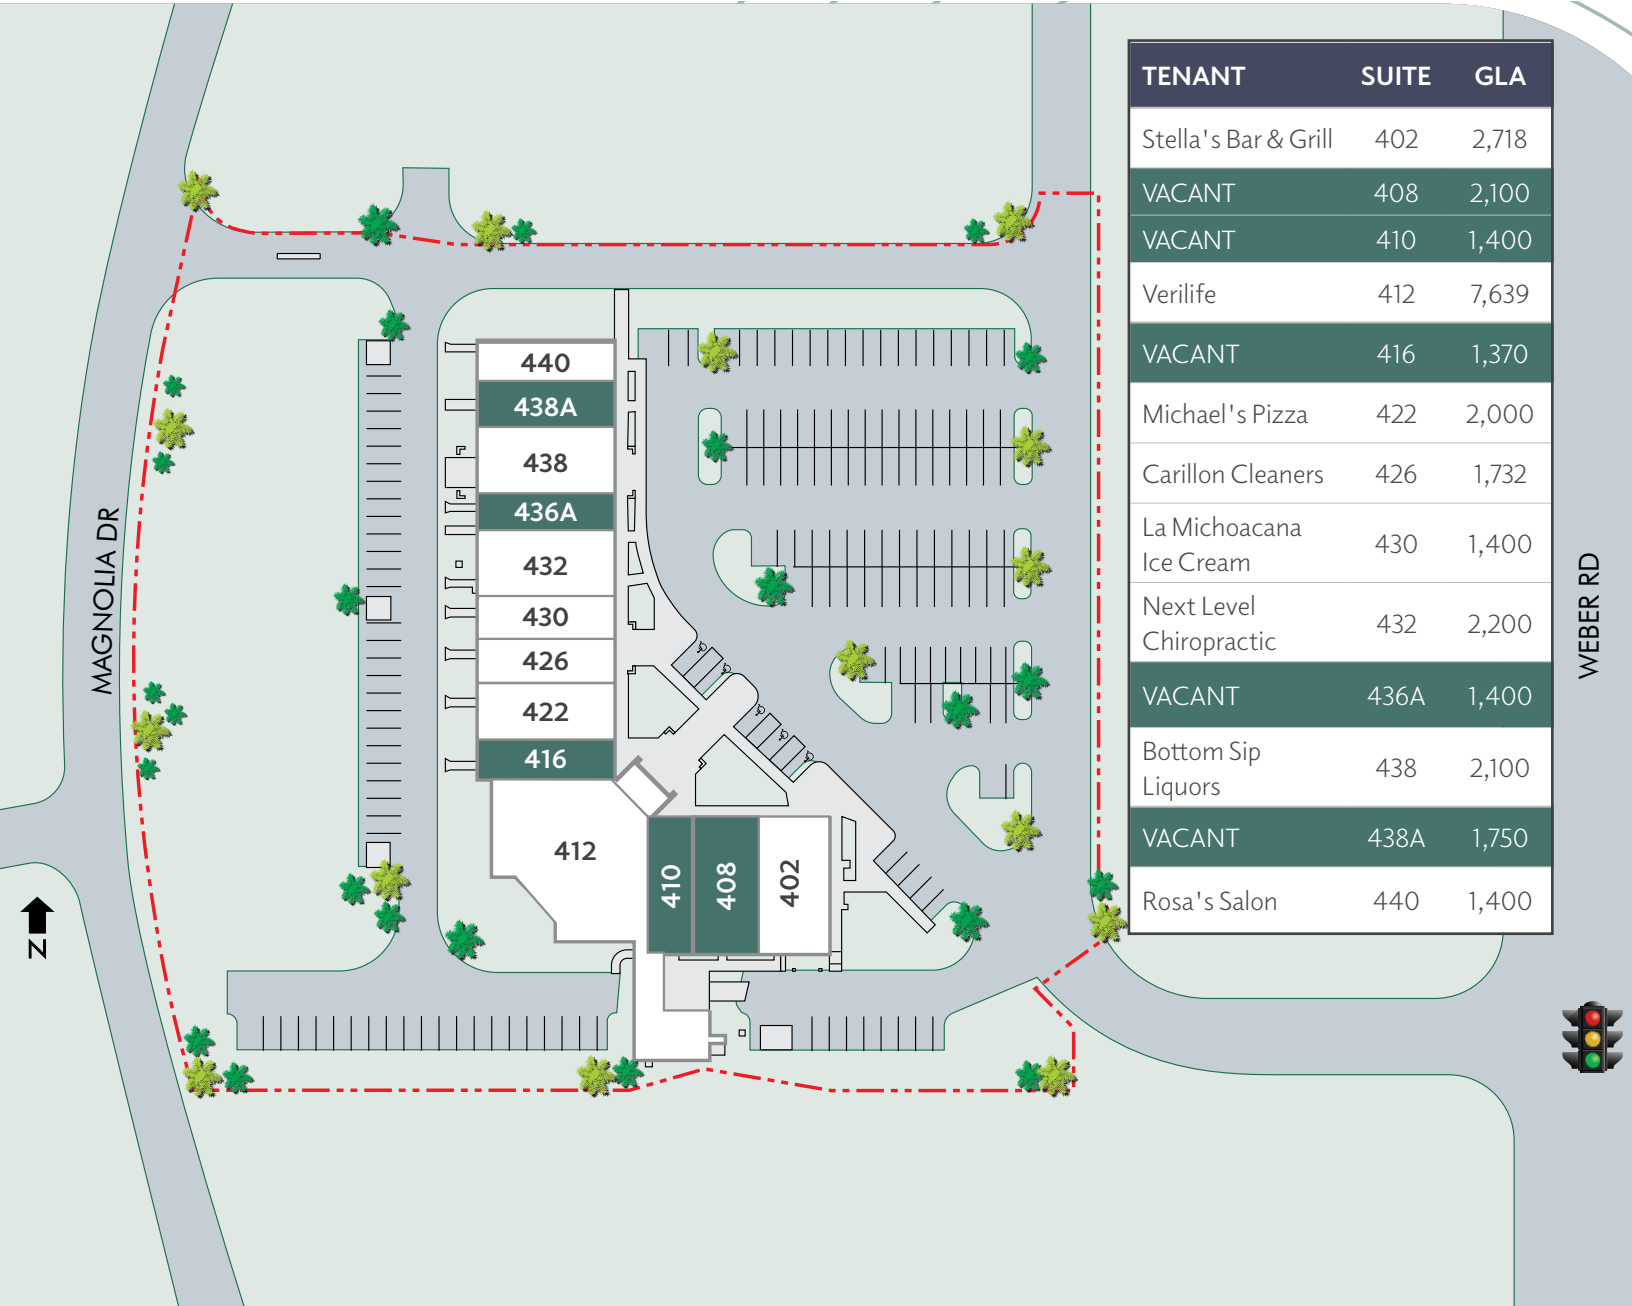 TENANT SUITE GLA
Stella's Bar & Grill 402 2,718
VACANT 408 2,100
VACANT 410 1,400
Verilife 412 7,639
VACANT 416 1,370
Michael's Pizza 422 2,000
Carillon Cleaners 426 1,732
La Michoacana
Ice Cream 430 1,400
Next Level
Chiropractic 432 2,200
VACANT 436A 1,400
Bottom Sip
Liquors 438 2,100
VACANT 438A 1,750
Rosa's Salon 440 1,400
440
438A
438
436A
432
430
426
422
416
412
410
408
402
MAGNOLIA DR
WEBER RD
N